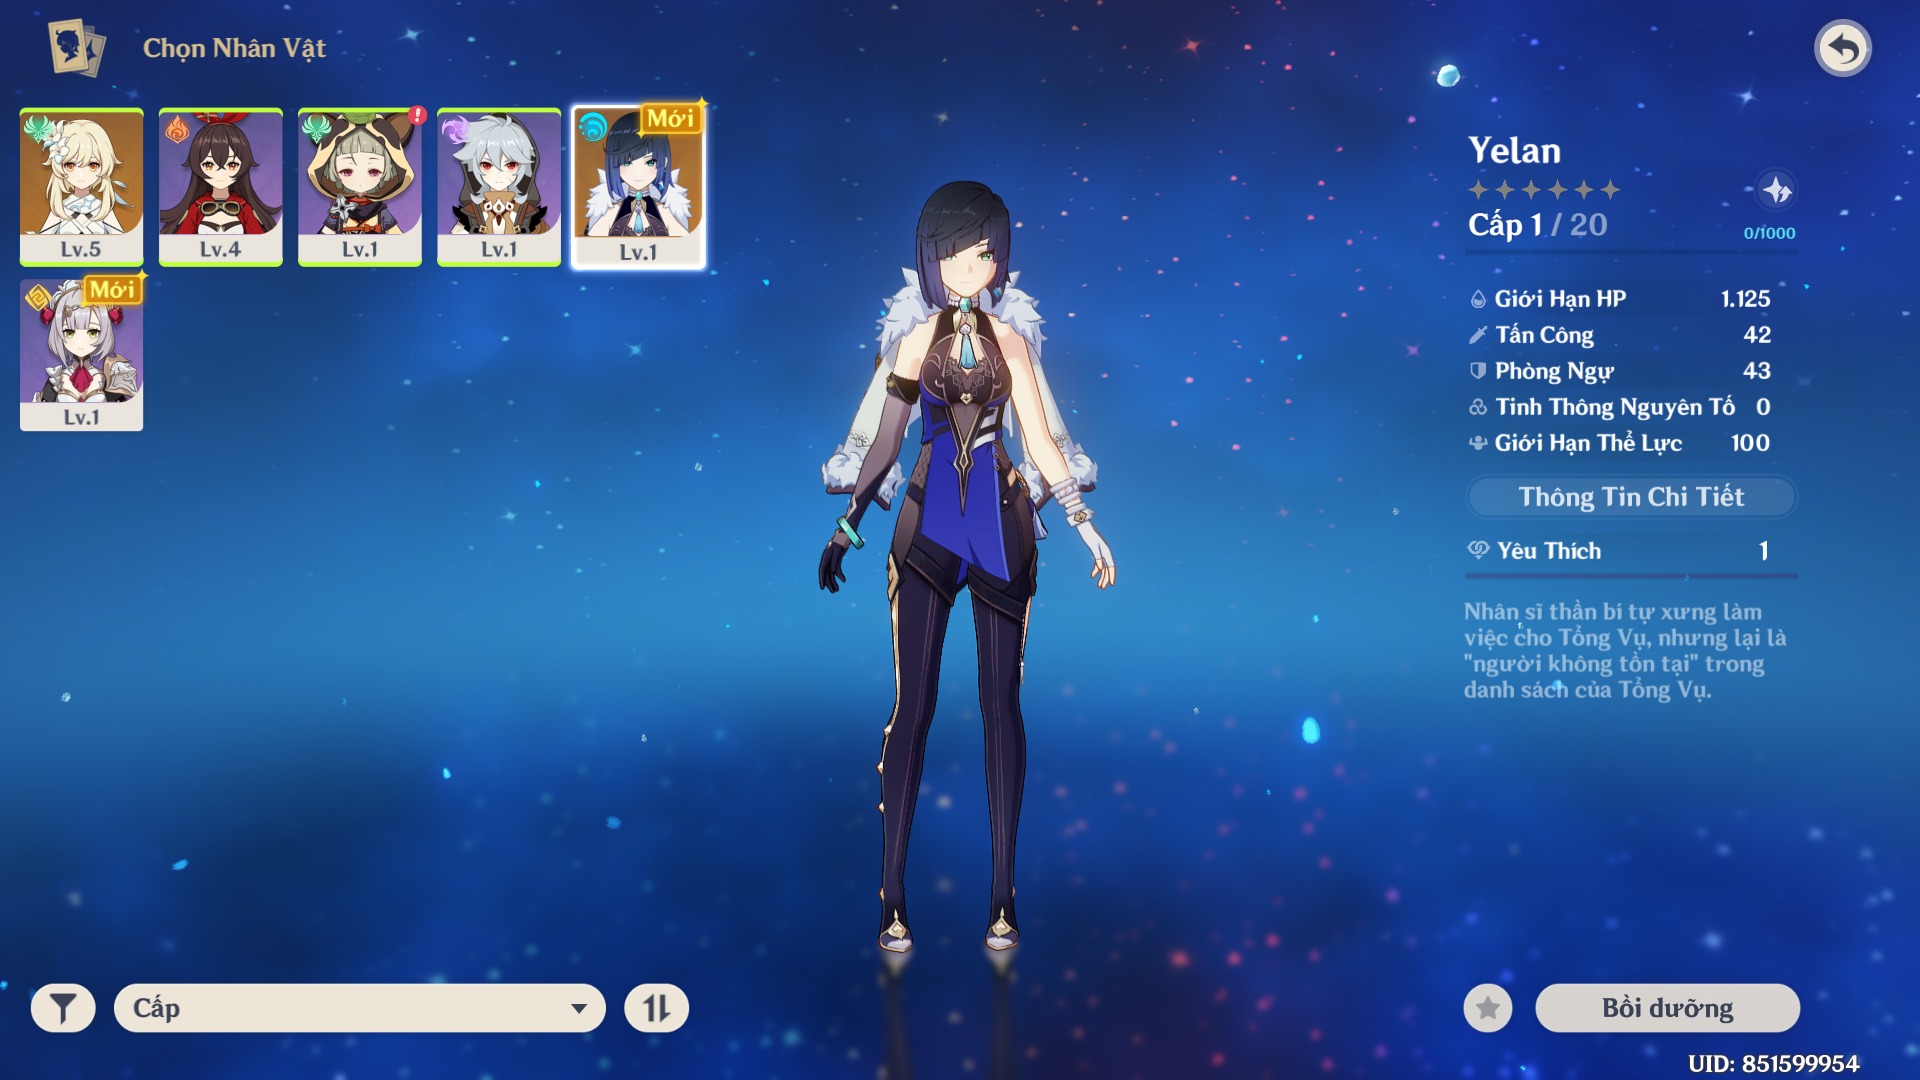 Chọn Nhân Vật
Mới
Lv.5
Lv.4
Lv.1
Lv.1
Lv.1
Mới
Lv.1
Yelan
Cấp 1 / 20
0/1000
Giới Hạn HP 1.125
Tấn Công 42
Phòng Ngự 43
Tinh Thông Nguyên Tố 0
Giới Hạn Thể Lực 100
Thông Tin Chi Tiết
Yêu Thích 1
Nhân sĩ thần bí tự xưng làm
việc cho Tổng Vụ, nhưng lại là
"người không tồn tại" trong
danh sách của Tổng Vụ.
Cấp
Bồi dưỡng
UID: 851599954